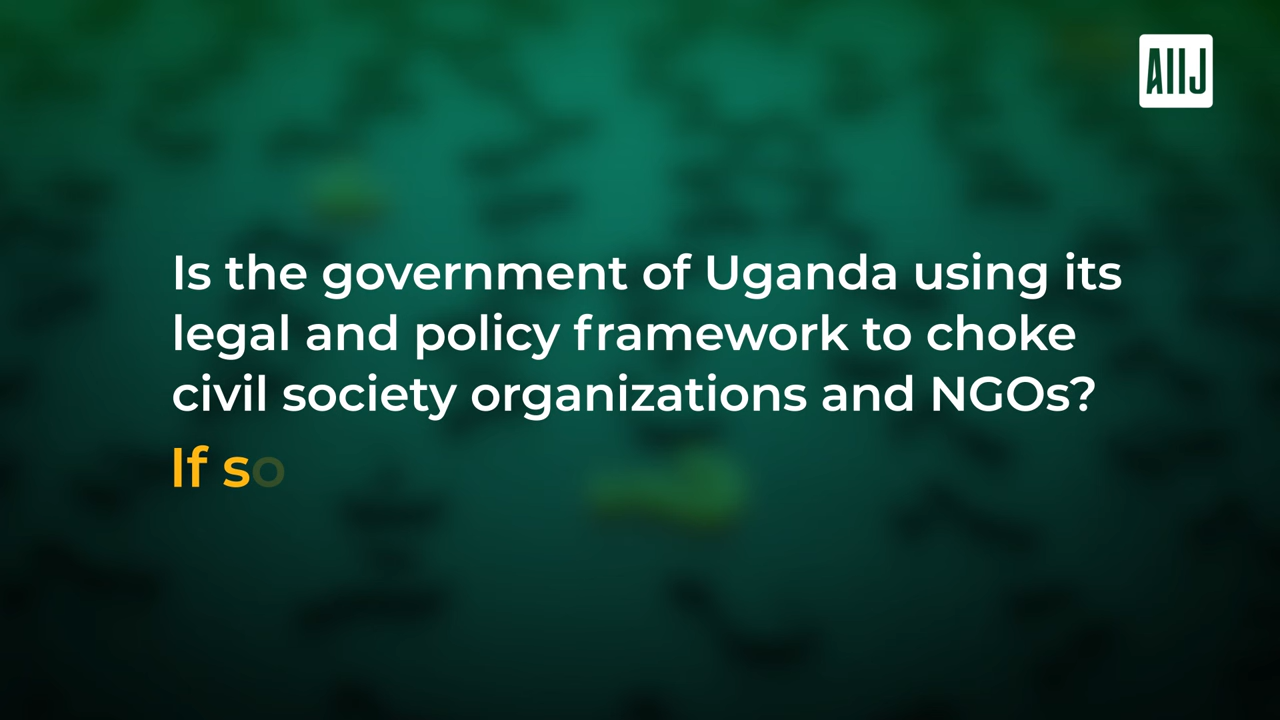 AIIJ
Is the government of Uganda using its
legal and policy framework to choke
civil society organizations and NGOs?
If so